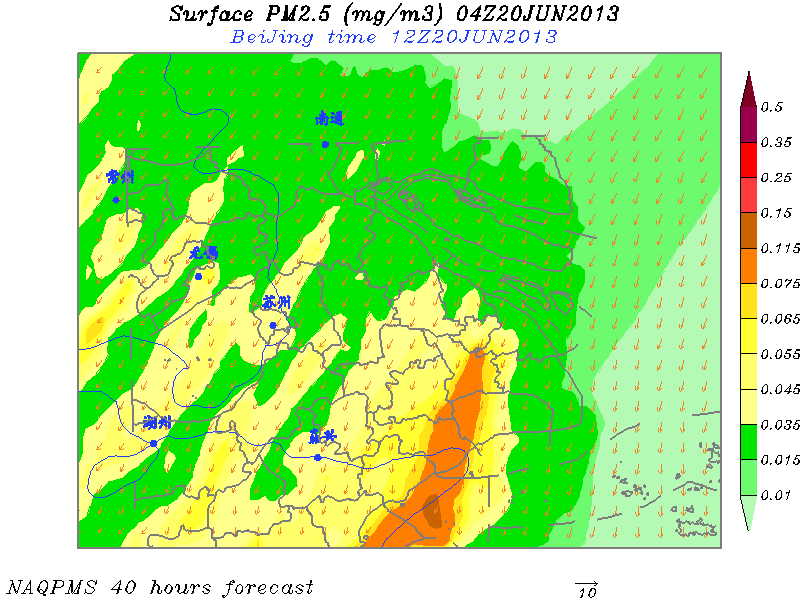 Surface PM2.5 (mg/m3) 04Z20JUN2013
BeiJing time 12Z20JUN2013
南通
常州
无锡
苏州
湖州
嘉兴
0.5
0.35
0.25
0.15
0.115
0.075
0.065
0.045
0.035
0.015
0.01
NAQPMS 40 hours forecast
10